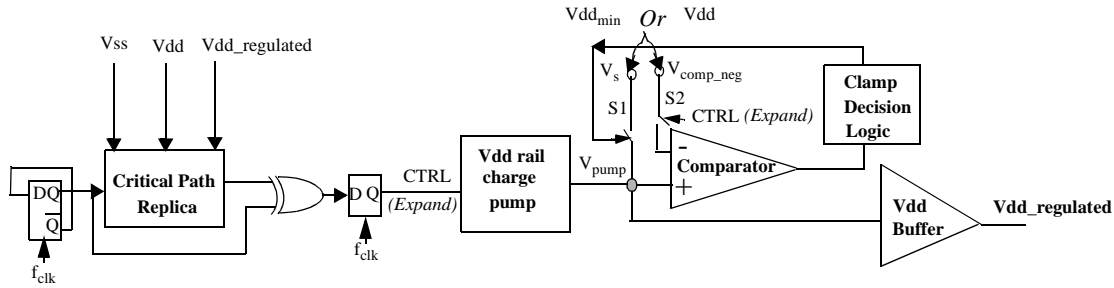 Vdd_min Or Vdd
Vss Vdd Vdd_regulated
V_s V_comp_neg
S1 S2
CTRL (Expand)
Clamp
Decision
Logic
Critical Path
Replica
DQ
Q
f_clk
D Q
f_clk
CTRL
(Expand)
Vdd rail
charge
pump
V_pump
-
+
Comparator
Vdd
Buffer
Vdd_regulated